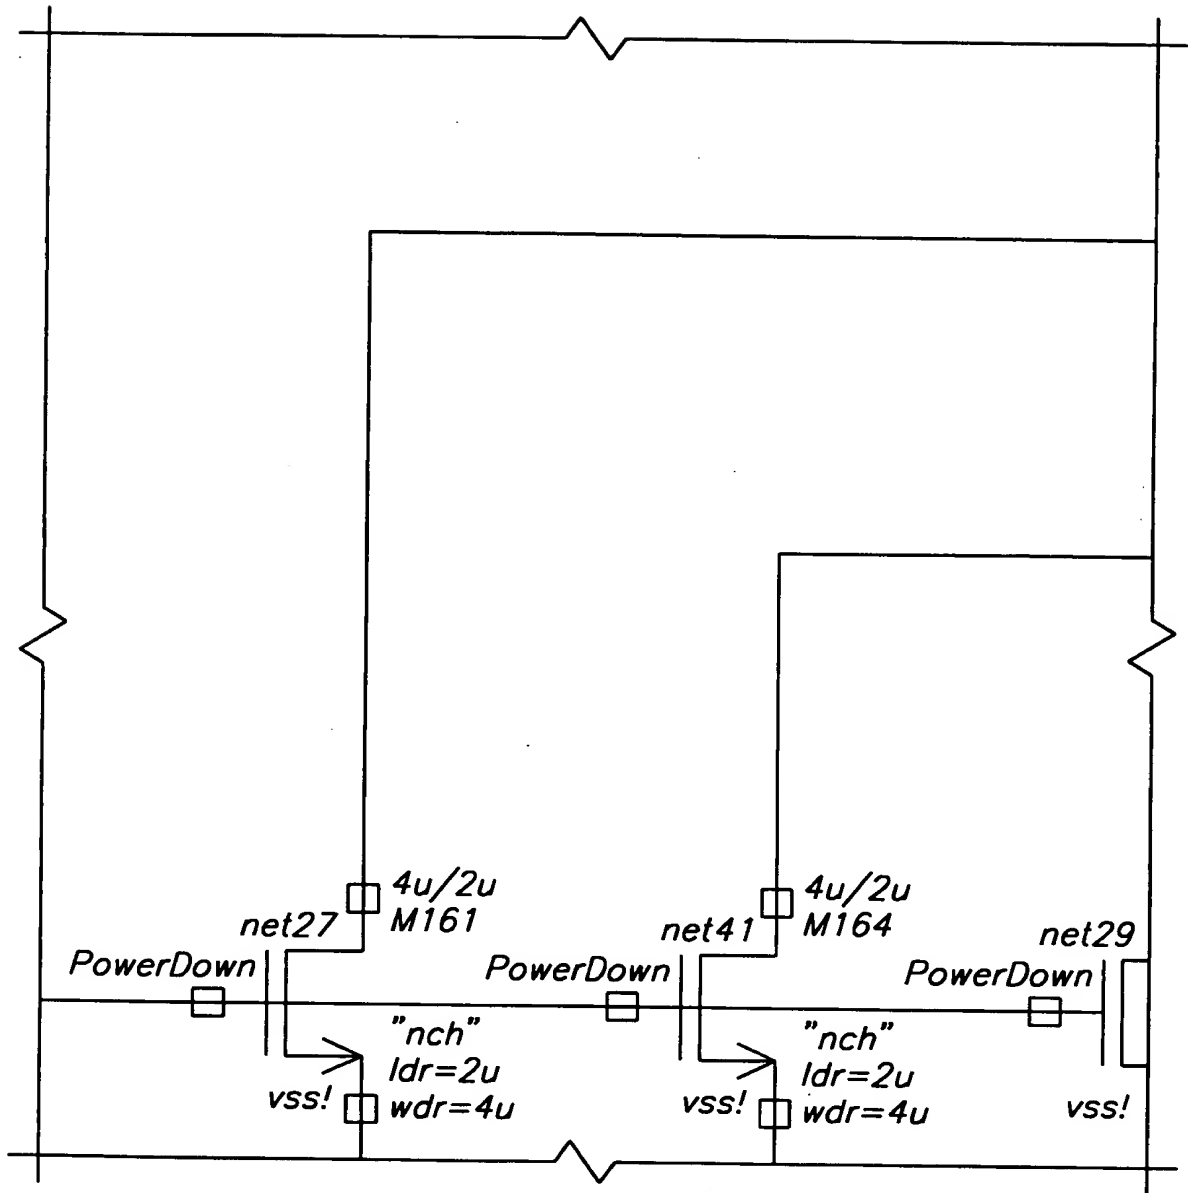 4u/2u
M161
net27
PowerDown
"nch"
ldr=2u
wdr=4u
vss!
4u/2u
M164
net41
PowerDown
"nch"
ldr=2u
wdr=4u
vss!
net29
PowerDown
vss!